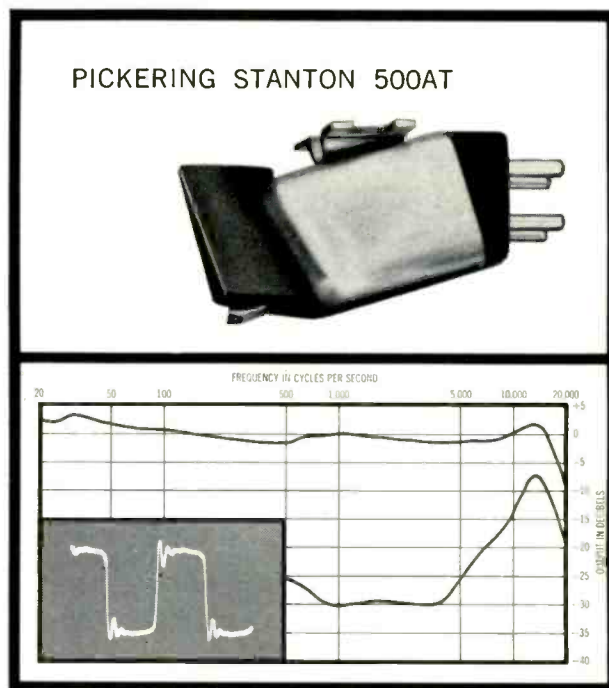 PICKERING STANTON 500AT
FREQUENCY IN CYCLES PER SECOND
20 50 100 500 1,000 5,000 10,000 20,000
+5
0
-5
-10
-15
-20
-25
-30
-35
-40
OUTPUT IN DECIBELS